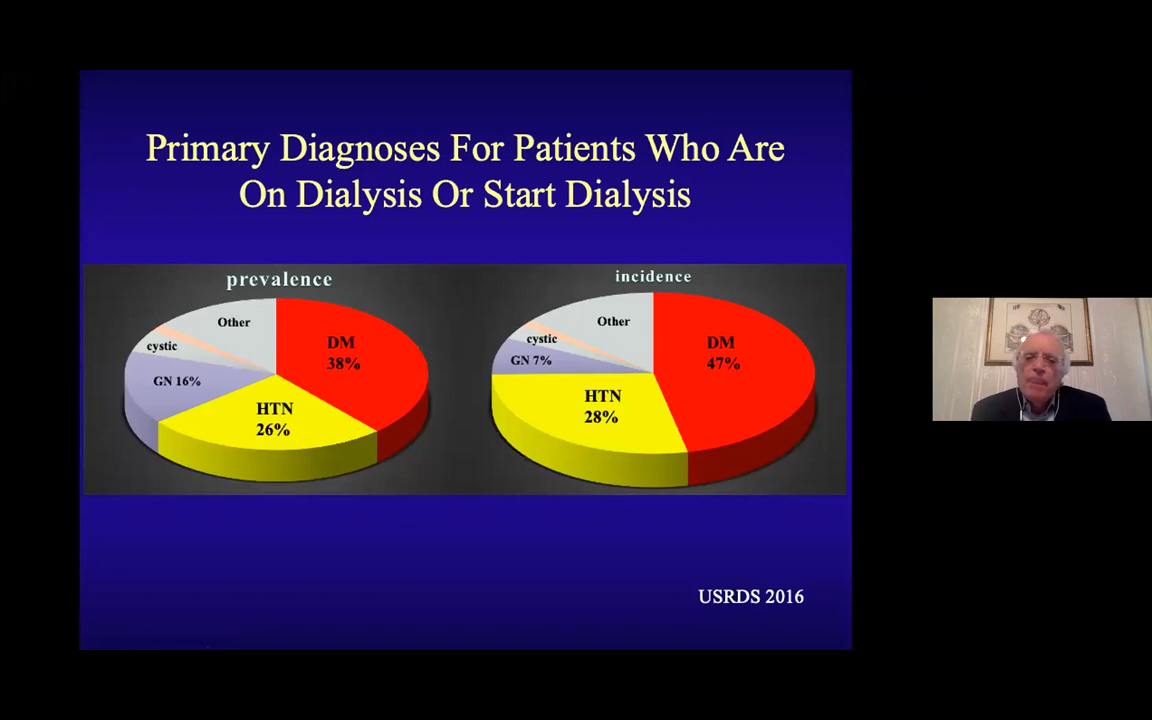 Primary Diagnoses For Patients Who Are
On Dialysis Or Start Dialysis
prevalence
Other
cystic
DM
38%
GN 16%
HTN
26%
incidence
Other
cystic
DM
47%
GN 7%
HTN
28%
USRDS 2016